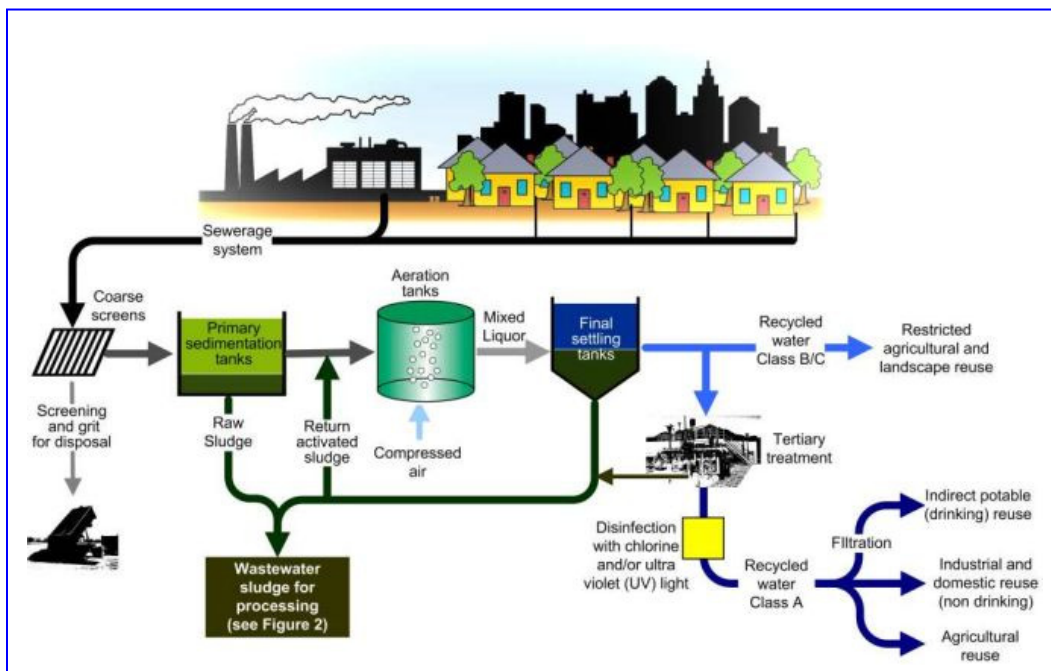 Sewerage
system
Coarse
screens
Primary
sedimentation
tanks
Aeration
tanks
Mixed
Liquor
Final
settling
tanks
Recycled
water
Class B/C
Restricted
agricultural and
landscape reuse
Screening
and grit
for disposal
Raw
Sludge
Return
activated
sludge
Compressed
air
Tertiary
treatment
Wastewater
sludge for
processing
(see Figure 2)
Disinfection
with chlorine
and/or ultra
violet (UV) light
Recycled
water
Class A
FIltration
Indirect potable
(drinking) reuse
Industrial and
domestic reuse
(non drinking)
Agricultural
reuse